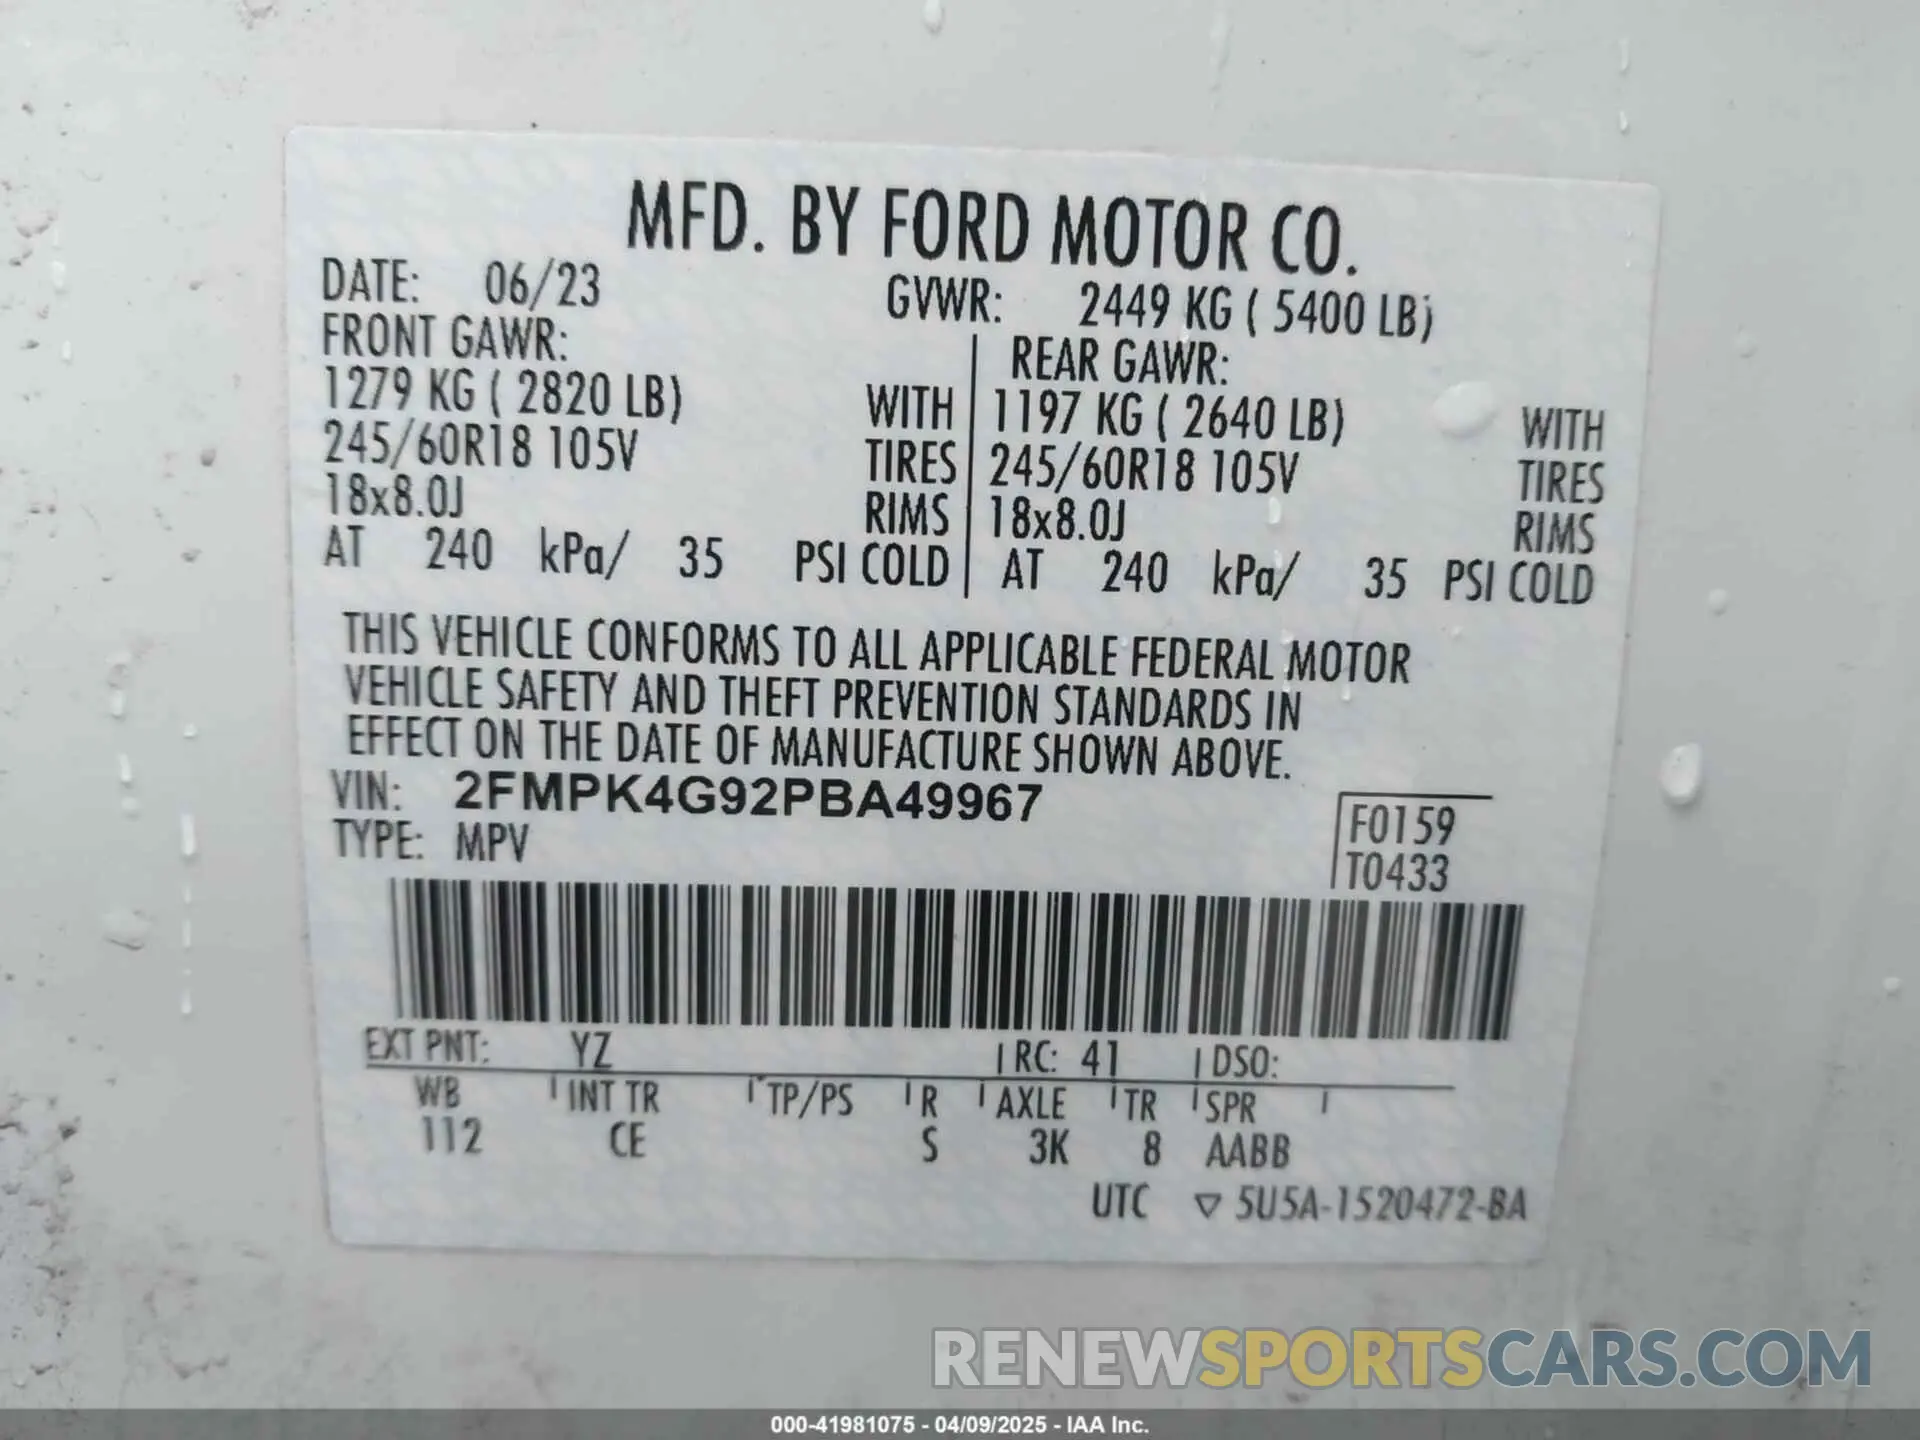 MFD. BY FORD MOTOR CO.
DATE: 06/23 GVWR: 2449 KG ( 5400 LB)
FRONT GAWR: REAR GAWR:
1279 KG ( 2820 LB) WITH 1197 KG ( 2640 LB) WITH
245/60R18 105V TIRES 245/60R18 105V TIRES
18x8.0J RIMS 18x8.0J RIMS
AT 240 kPa/ 35 PSI COLD AT 240 kPa/ 35 PSI COLD
THIS VEHICLE CONFORMS TO ALL APPLICABLE FEDERAL MOTOR
VEHICLE SAFETY AND THEFT PREVENTION STANDARDS IN
EFFECT ON THE DATE OF MANUFACTURE SHOWN ABOVE.
VIN: 2FMPK4G92PBA49967
TYPE: MPV
F0159
T0433
EXT PNT: YZ RC: 41 DSO:
WB INT TR TP/PS R AXLE TR SPR
112 CE S 3K 8 AABB
UTC ▽ 5U5A-1520472-BA
RENEWSPORTSCARS.COM
000-41981075 - 04/09/2025 - IAA Inc.